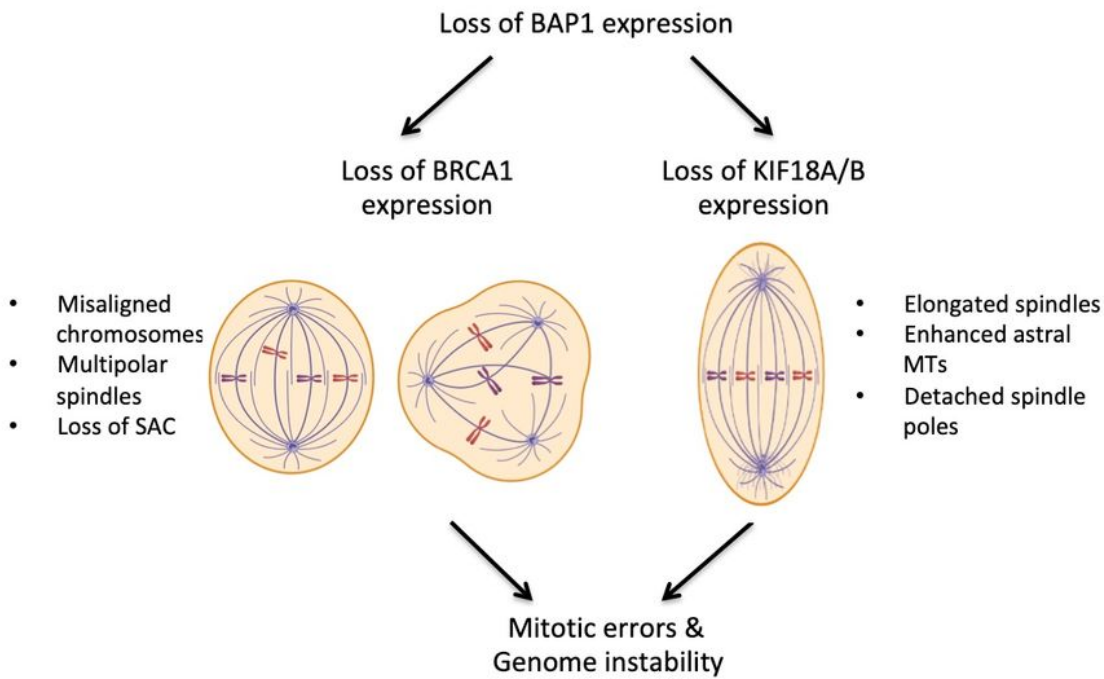 Loss of BAP1 expression
Loss of BRCA1
expression
Loss of KIF18A/B
expression
• Misaligned
chromosomes
• Multipolar
spindles
• Loss of SAC
• Elongated spindles
• Enhanced astral
MTs
• Detached spindle
poles
Mitotic errors &
Genome instability